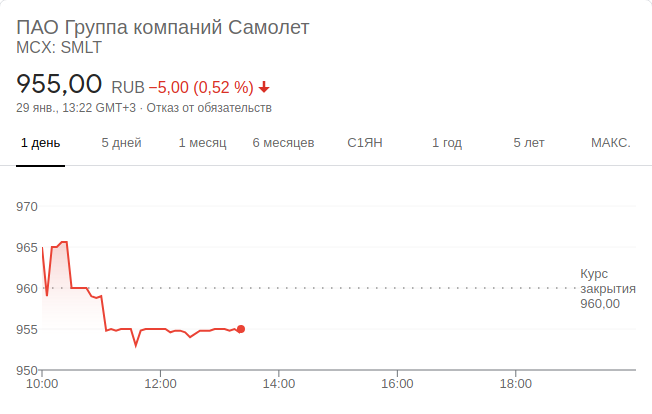 ПАО Группа компаний Самолет
MCX: SMLT
955,00 RUB −5,00 (0,52 %)
29 янв., 13:22 GMT+3 · Отказ от обязательств
1 день 5 дней 1 месяц 6 месяцев С1ЯН 1 год 5 лет МАКС.
970
965
960
955
950
Курс
закрытия
960,00
10:00 12:00 14:00 16:00 18:00